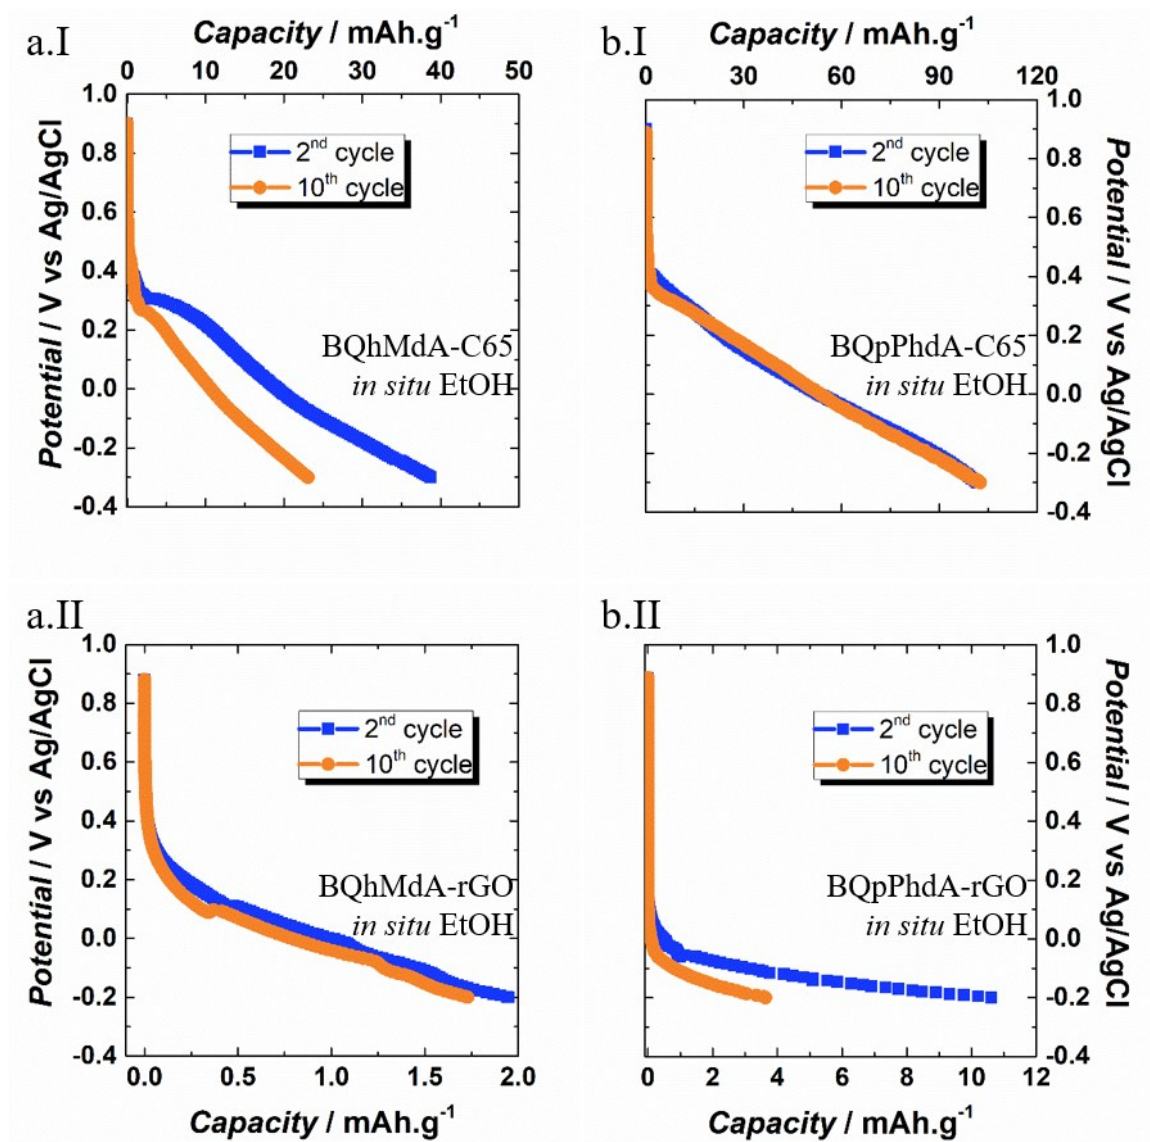 a.I
Capacity / mAh.g⁻¹
0 10 20 30 40 50
1.0
0.8
0.6
0.4
0.2
0.0
-0.2
-0.4
Potential / V vs Ag/AgCl
2ⁿᵈ cycle
10ᵗʰ cycle
BQhMdA-C65
in situ EtOH
b.I
Capacity / mAh.g⁻¹
0 30 60 90 120
2ⁿᵈ cycle
10ᵗʰ cycle
BQpPhdA-C65
in situ EtOH
1.0
0.8
0.6
0.4
0.2
0.0
-0.2
-0.4
Potential / V vs Ag/AgCl
a.II
1.0
0.8
0.6
0.4
0.2
0.0
-0.2
-0.4
Potential / V vs Ag/AgCl
2ⁿᵈ cycle
10ᵗʰ cycle
BQhMdA-rGO
in situ EtOH
0.0 0.5 1.0 1.5 2.0
Capacity / mAh.g⁻¹
b.II
2ⁿᵈ cycle
10ᵗʰ cycle
BQpPhdA-rGO
in situ EtOH
1.0
0.8
0.6
0.4
0.2
0.0
-0.2
-0.4
Potential / V vs Ag/AgCl
0 2 4 6 8 10 12
Capacity / mAh.g⁻¹